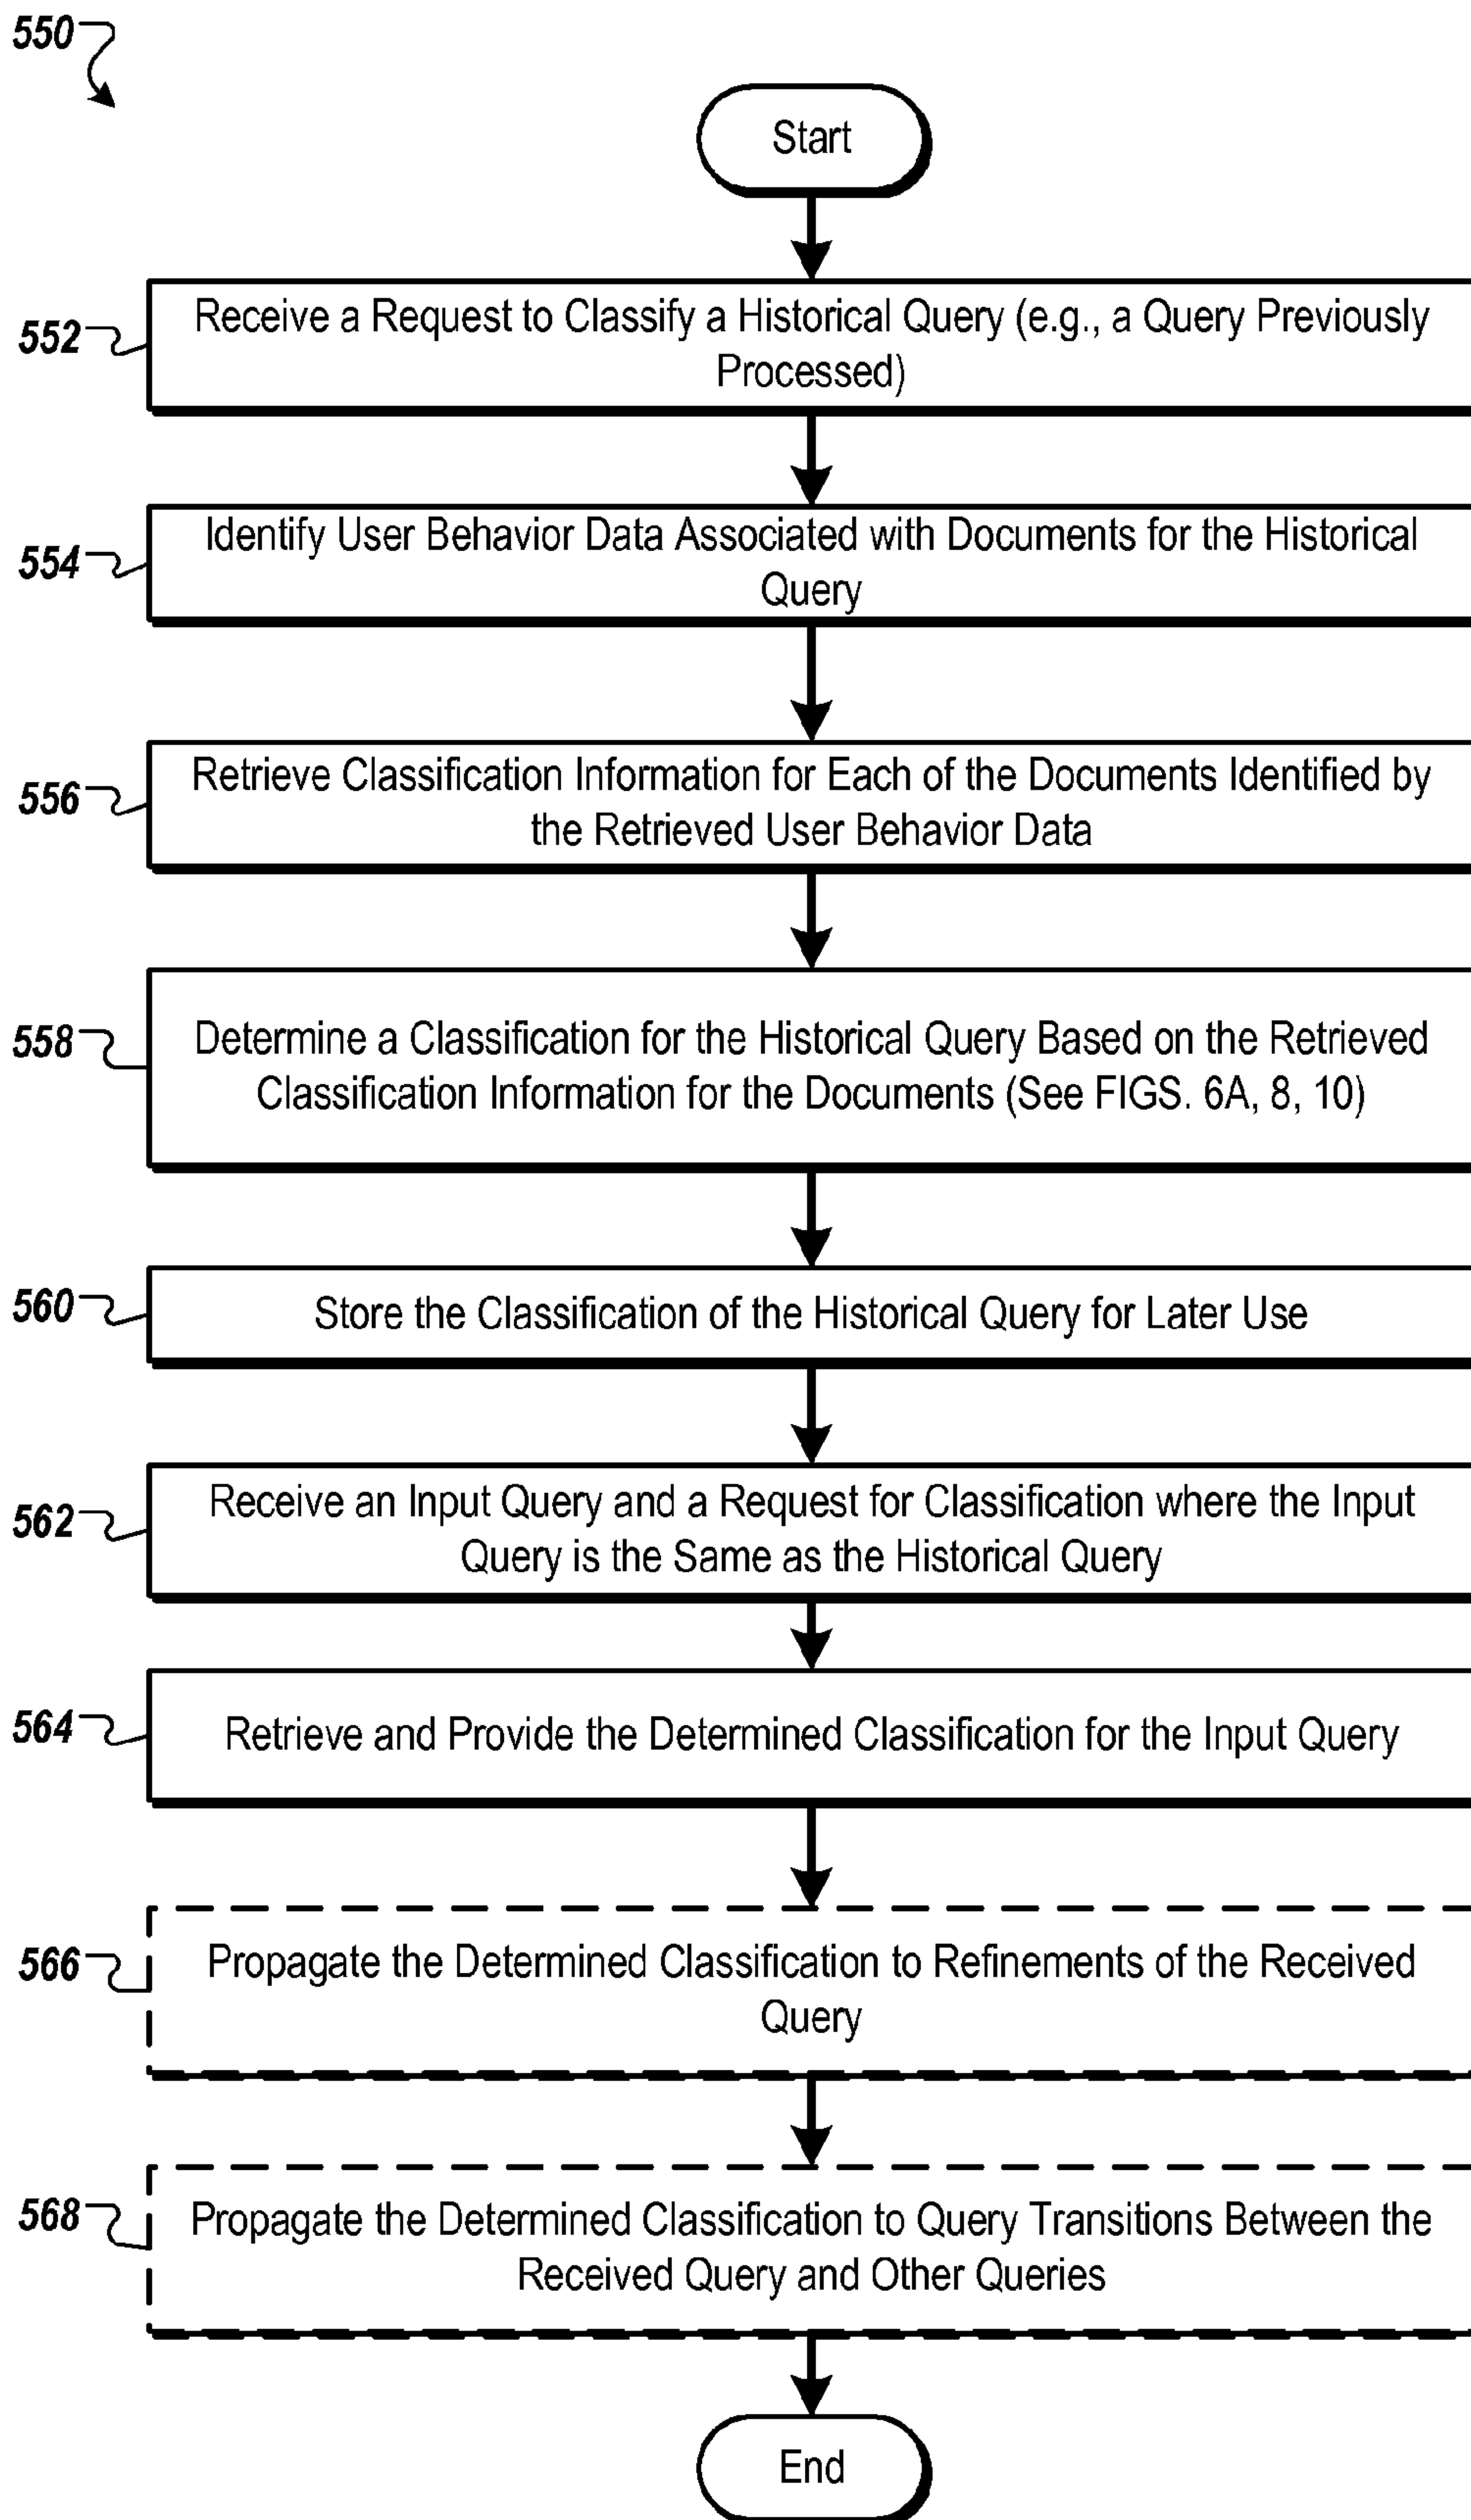 550
Start
552
Receive a Request to Classify a Historical Query (e.g., a Query Previously
Processed)
554
Identify User Behavior Data Associated with Documents for the Historical
Query
556
Retrieve Classification Information for Each of the Documents Identified by
the Retrieved User Behavior Data
558
Determine a Classification for the Historical Query Based on the Retrieved
Classification Information for the Documents (See FIGS. 6A, 8, 10)
560
Store the Classification of the Historical Query for Later Use
562
Receive an Input Query and a Request for Classification where the Input
Query is the Same as the Historical Query
564
Retrieve and Provide the Determined Classification for the Input Query
566
Propagate the Determined Classification to Refinements of the Received
Query
568
Propagate the Determined Classification to Query Transitions Between the
Received Query and Other Queries
End